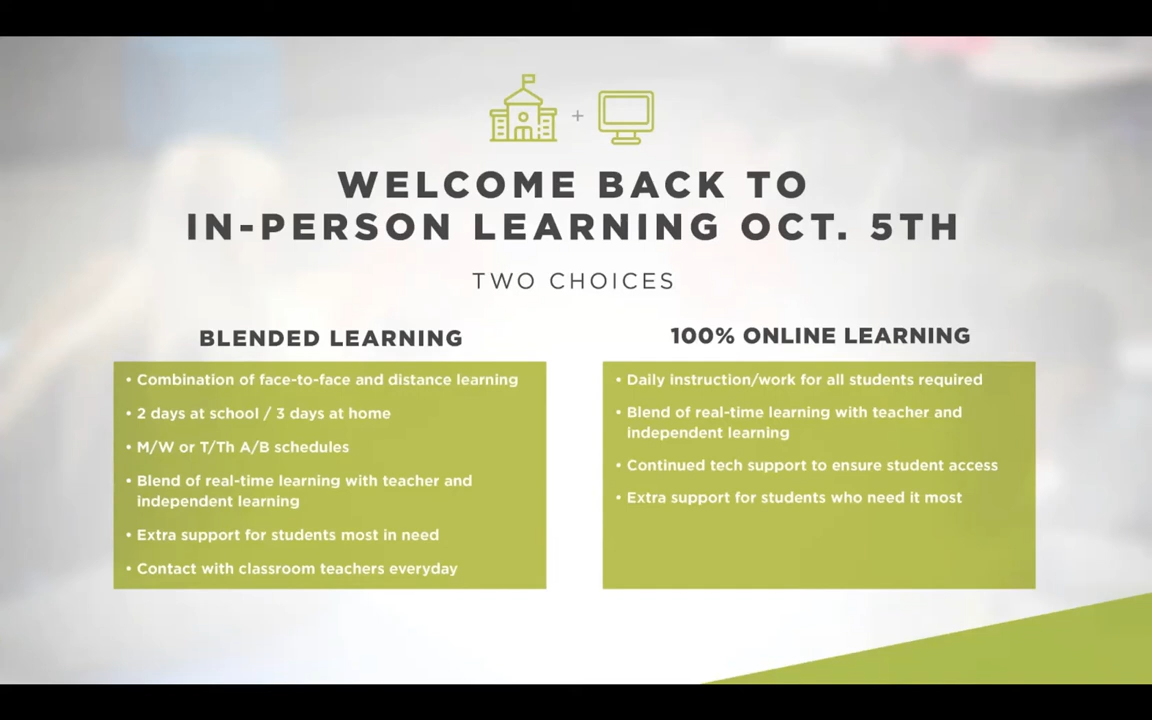 +
WELCOME BACK TO
IN-PERSON LEARNING OCT. 5TH
TWO CHOICES
BLENDED LEARNING
• Combination of face-to-face and distance learning
• 2 days at school / 3 days at home
• M/W or T/Th A/B schedules
• Blend of real-time learning with teacher and
independent learning
• Extra support for students most in need
• Contact with classroom teachers everyday
100% ONLINE LEARNING
• Daily instruction/work for all students required
• Blend of real-time learning with teacher and
independent learning
• Continued tech support to ensure student access
• Extra support for students who need it most